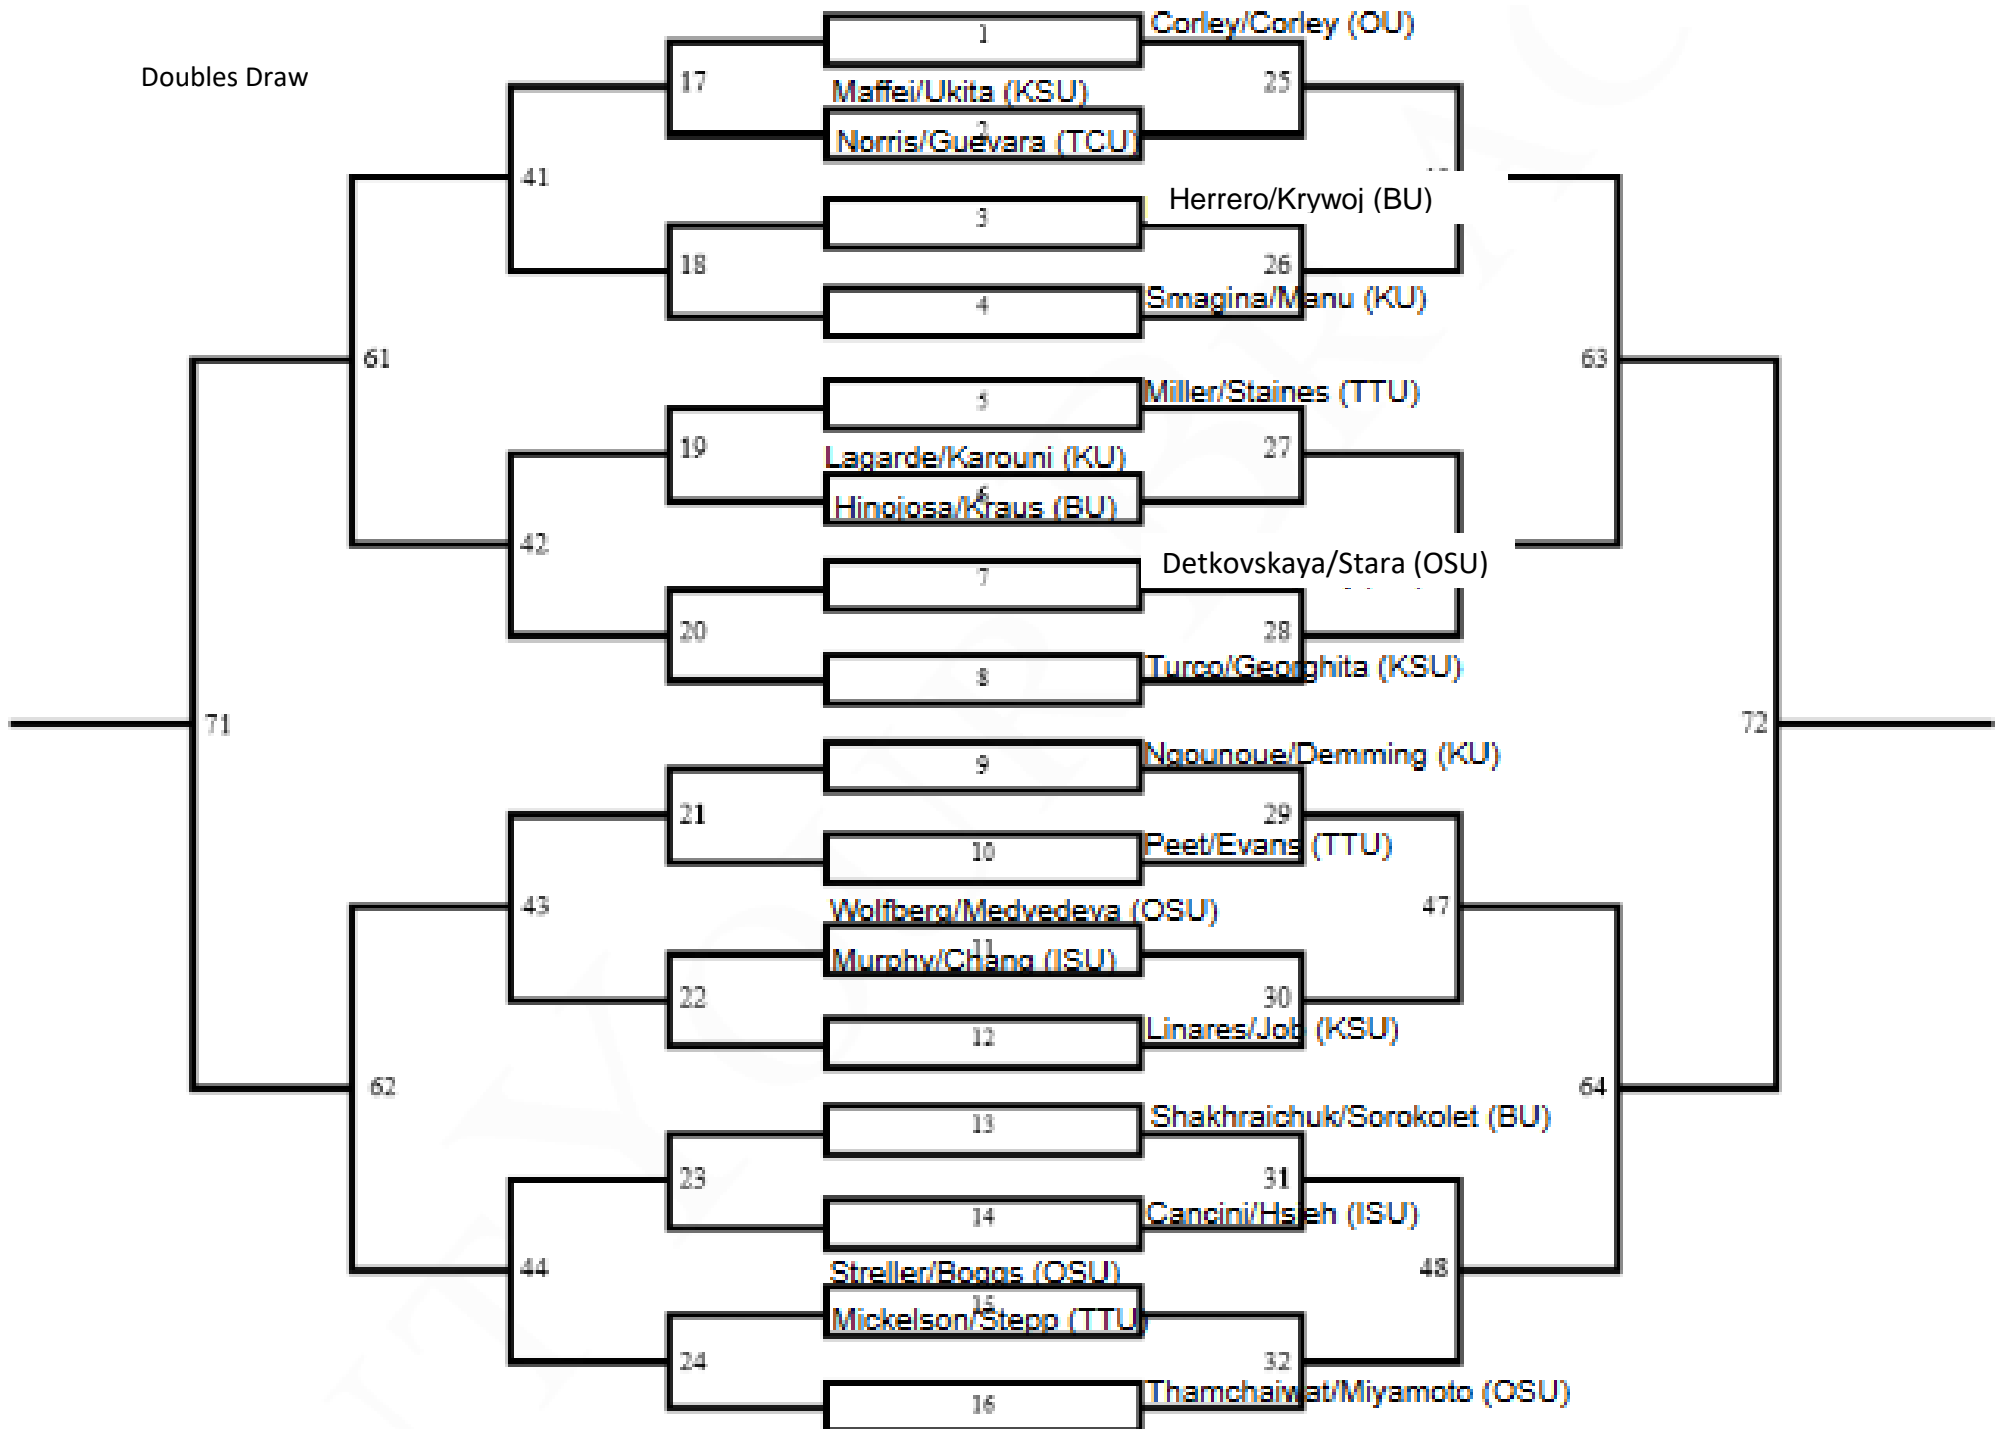 Corley/Corley (OU)
1
Doubles Draw
17
25
Maffei/Ukita (KSU)
2
Norris/Guevara (TCU)
41
Herrero/Krywoj (BU)
3
18
26
4
Smagina/Manu (KU)
61
63
Miller/Staines (TTU)
5
19
27
Lagarde/Karouni (KU)
6
Hinojosa/Kraus (BU)
42
Detkovskaya/Stara (OSU)
7
20
28
8
Turco/Georghita (KSU)
71
72
Ngounoue/Demming (KU)
9
21
29
10
Peet/Evans (TTU)
43
47
Wolfberg/Medvedeva (OSU)
11
Murphy/Chang (ISU)
22
30
12
Linares/Job (KSU)
62
64
Shakhraichuk/Sorokolet (BU)
13
23
31
14
Cancini/Hsieh (ISU)
44
48
Streller/Boggs (OSU)
15
Mickelson/Stepp (TTU)
24
32
16
Thamchaiwat/Miyamoto (OSU)